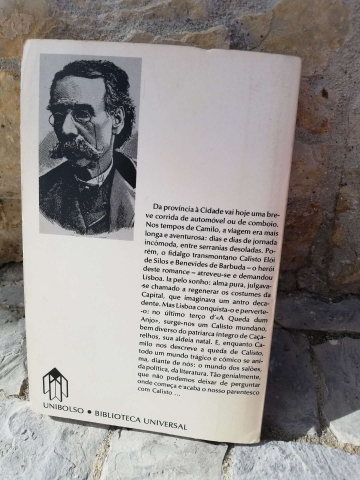 Da província à Cidade vai hoje uma bre-
ve corrida de automóvel ou de comboio.
Nos tempos de Camilo, a viagem era mais
longa e aventurosa: dias e dias de jornada
incómoda, entre serranias desoladas. Po-
rém, o fidalgo transmontano Calisto Elói
de Silos e Benevides de Barbuda — o herói
deste romance — atreveu-se e demandou
Lisboa. Ia pelo sonho: alma pura, julgava-
-se chamado a regenerar os costumes da
Capital, que imaginava um antro deca-
dente. Mas Lisboa conquista-o e perverte-
-o: no último terço d'«A Queda dum
Anjo», surge-nos um Calisto mundano,
bem diverso do patriarca íntegro de Caça-
relhos, sua aldeia natal. E, enquanto Ca-
milo nos descreve a queda de Calisto,
todo um mundo trágico e cómico se ani-
ma, diante de nós: o mundo dos salões,
da política, da literatura. Tão genialmente,
que não podemos deixar de perguntar
onde começa e acaba o nosso parentesco
com Calisto ...
UNIBOLSO • BIBLIOTECA UNIVERSAL